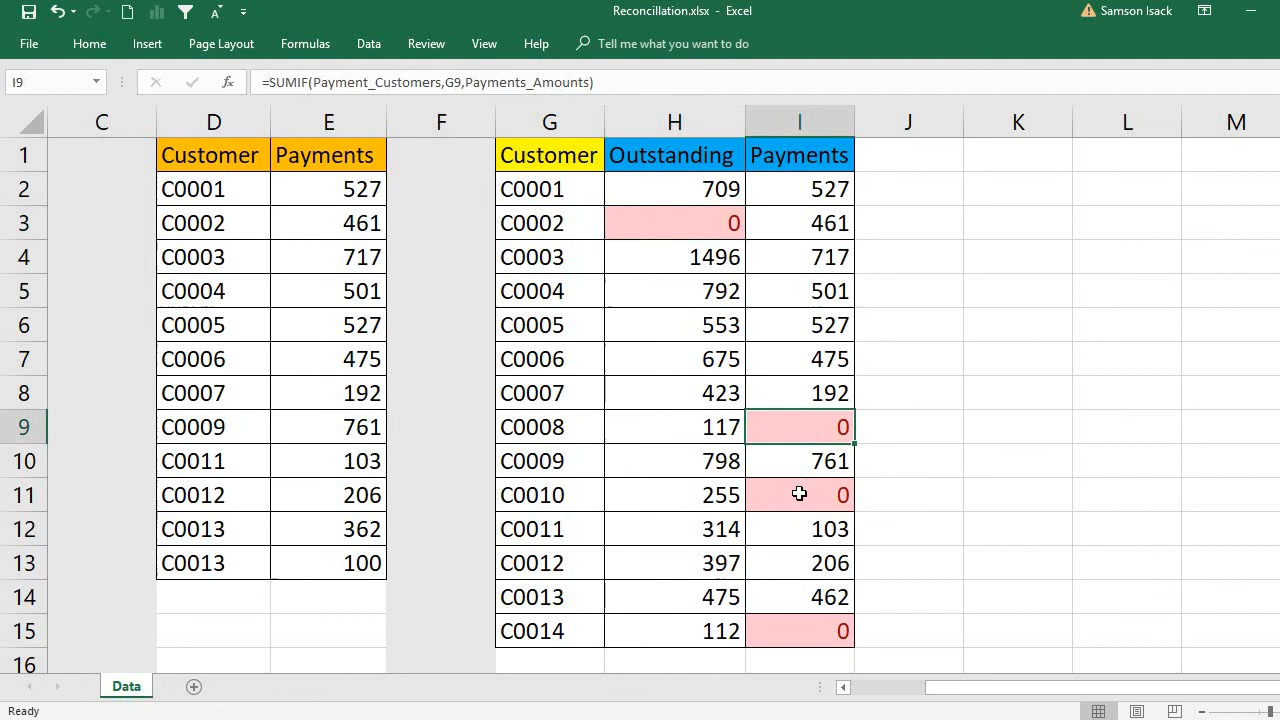 Reconcillation.xlsx - Excel
Samson Isack
File Home Insert Page Layout Formulas Data Review View Help Tell me what you want to do
I9 fx =SUMIF(Payment_Customers,G9,Payments_Amounts)
C D E F G H I J K L M
1 Customer Payments Customer Outstanding Payments
2 C0001 527 C0001 709 527
3 C0002 461 C0002 0 461
4 C0003 717 C0003 1496 717
5 C0004 501 C0004 792 501
6 C0005 527 C0005 553 527
7 C0006 475 C0006 675 475
8 C0007 192 C0007 423 192
9 C0009 761 C0008 117 0
10 C0011 103 C0009 798 761
11 C0012 206 C0010 255 0
12 C0013 362 C0011 314 103
13 C0013 100 C0012 397 206
14 C0013 475 462
15 C0014 112 0
16
Data
Ready